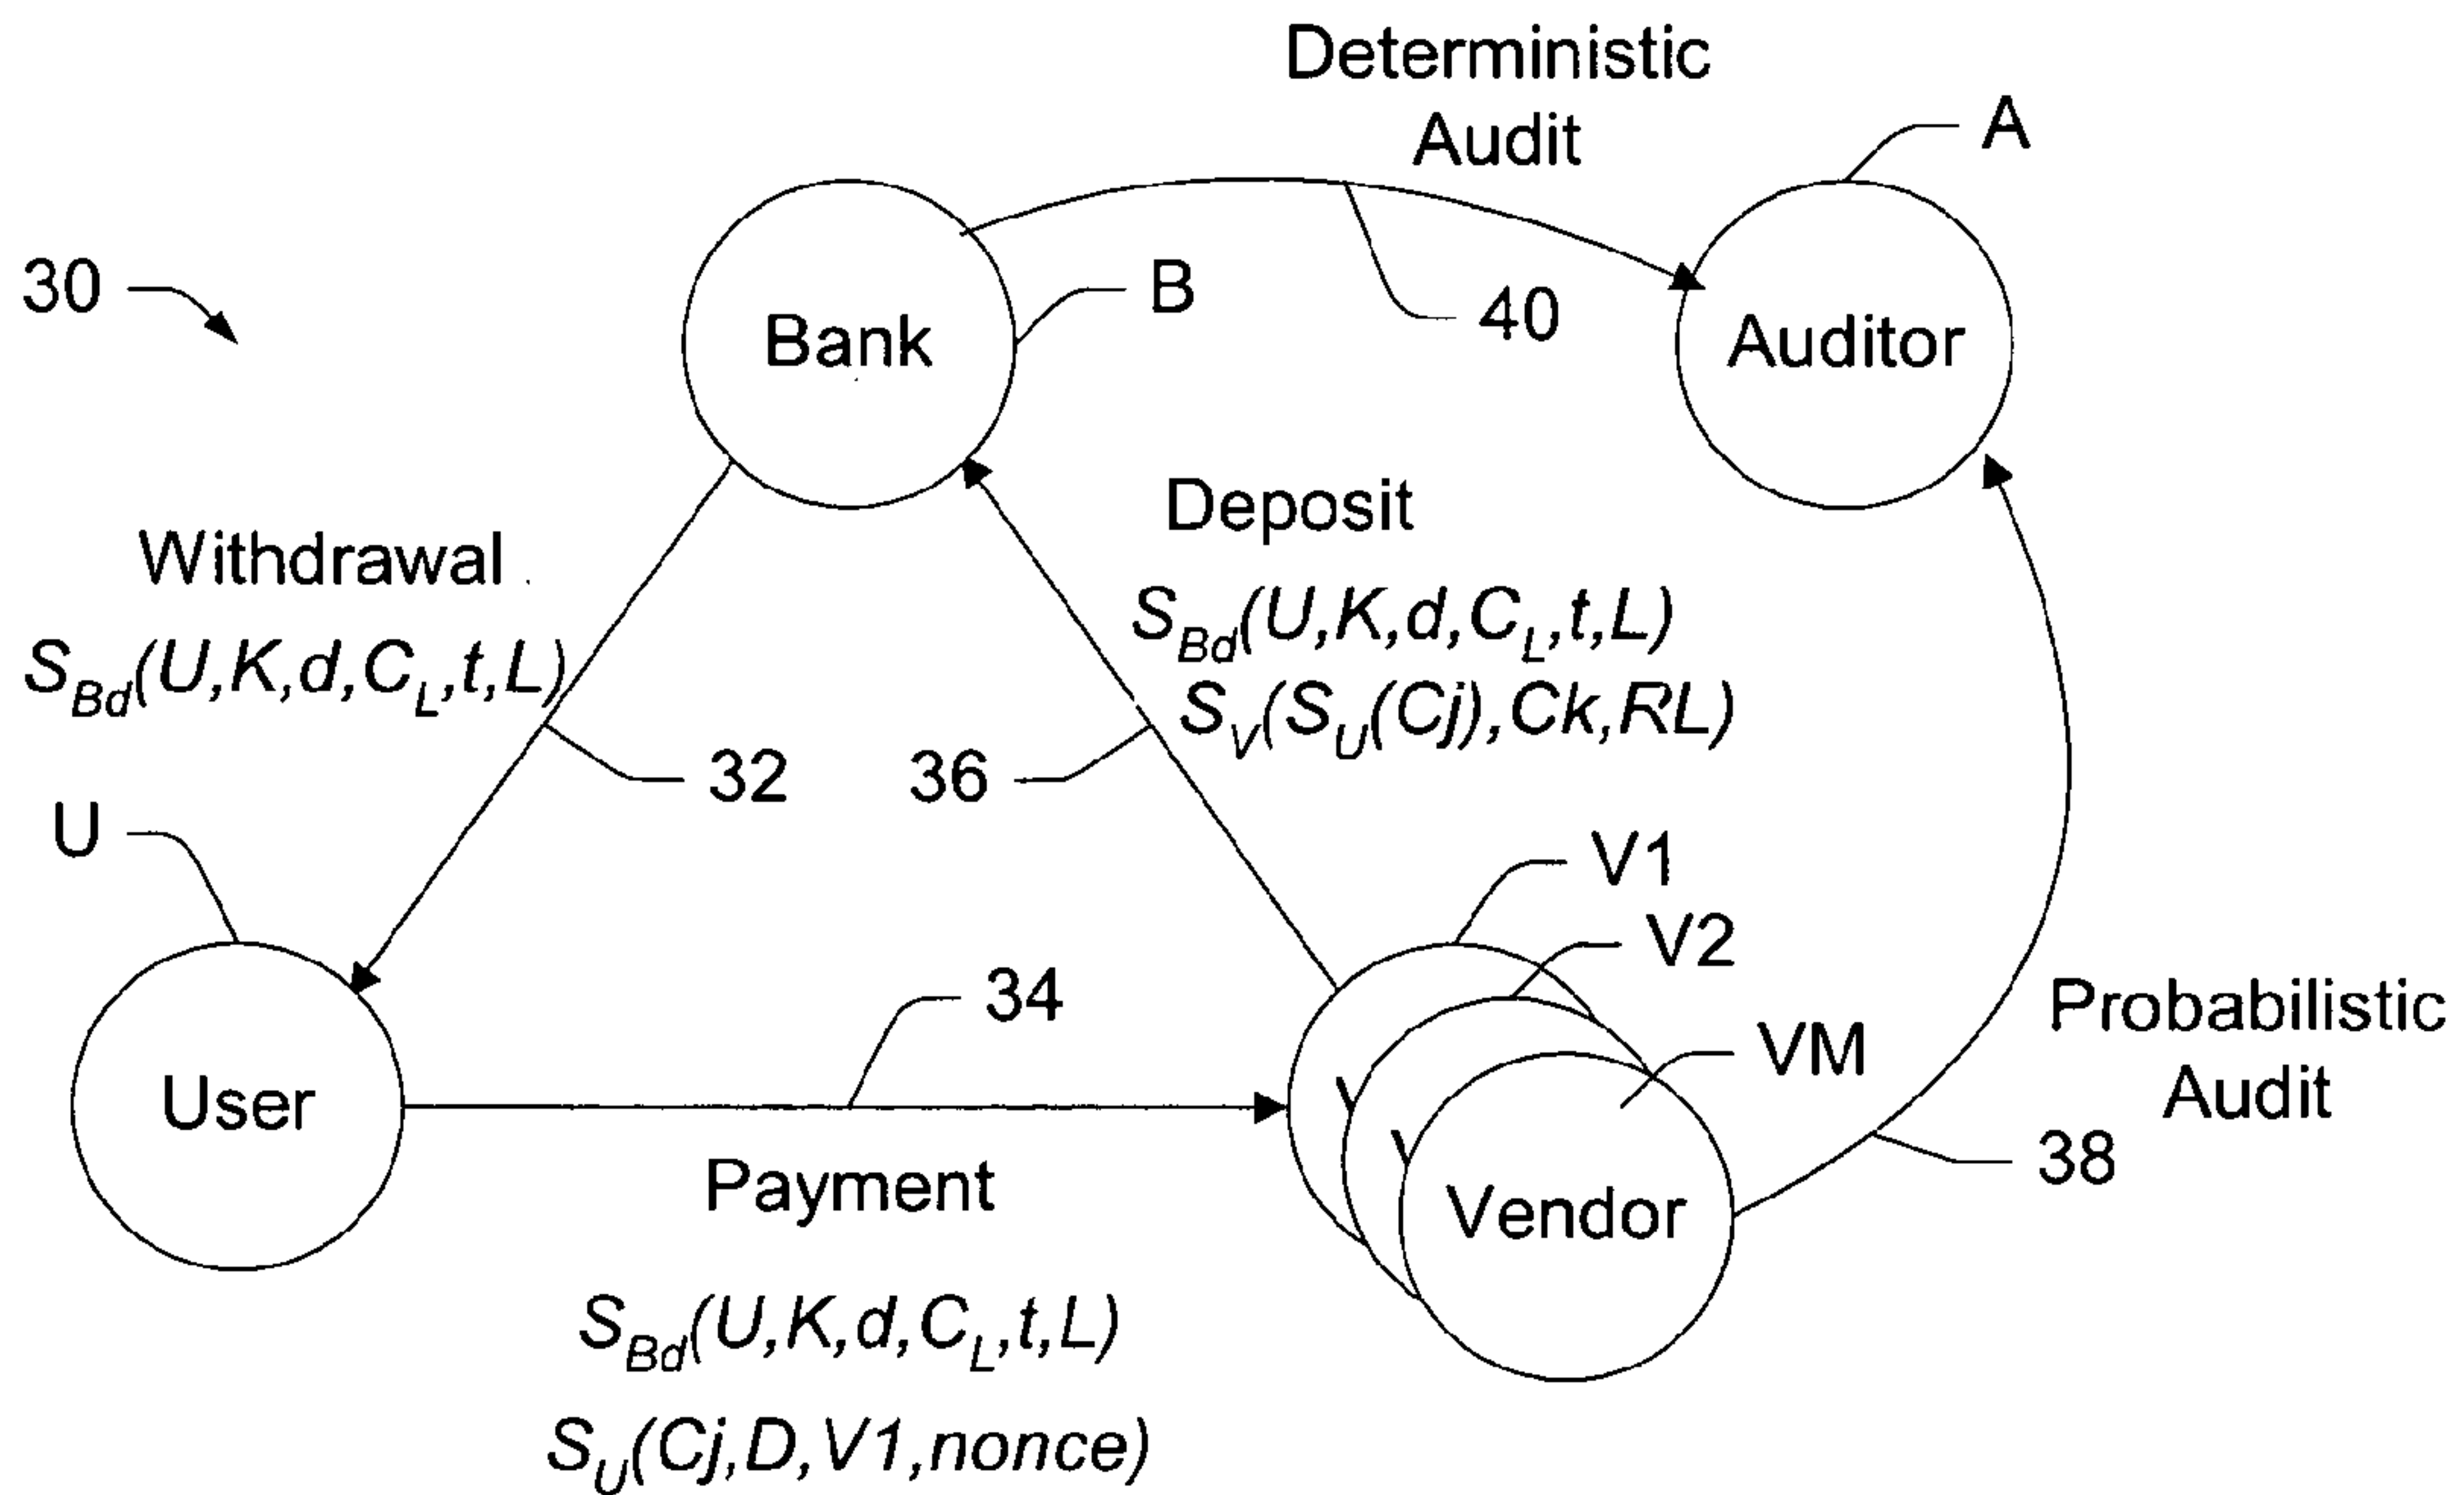 Deterministic
Audit
A
30
B
Bank
40
Auditor
Withdrawal
S_Bd(U,K,d,C_L,t,L)
Deposit
S_Bd(U,K,d,C_L,t,L)
S_V(S_U(Cj),Ck,RL)
32
36
U
V1
V2
34
VM
Probabilistic
Audit
User
V
V
38
Payment
Vendor
S_Bd(U,K,d,C_L,t,L)
S_U(Cj,D,V1,nonce)